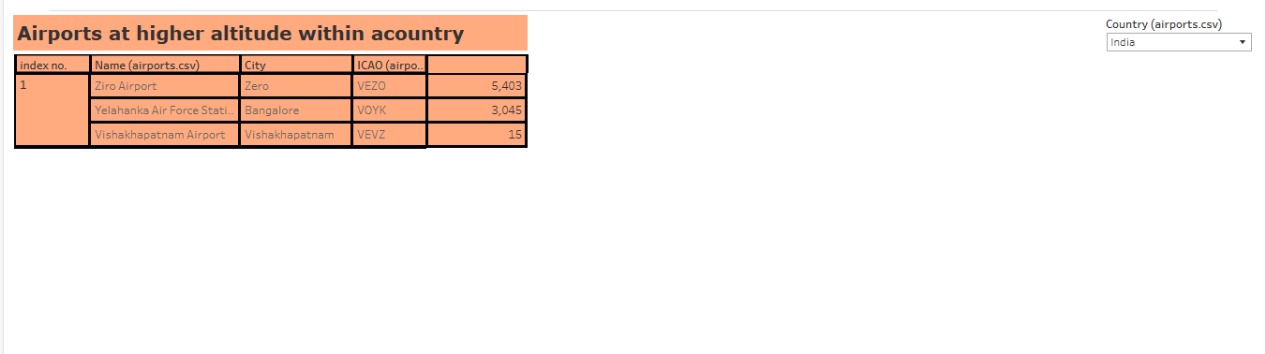 Airports at higher altitude within acountry
Country (airports.csv)
India
index no. Name (airports.csv) City ICAO (airpo..
1 Ziro Airport Zero VEZO 5,403
Yelahanka Air Force Stati.. Bangalore VOYK 3,045
Vishakhapatnam Airport Vishakhapatnam VEVZ 15